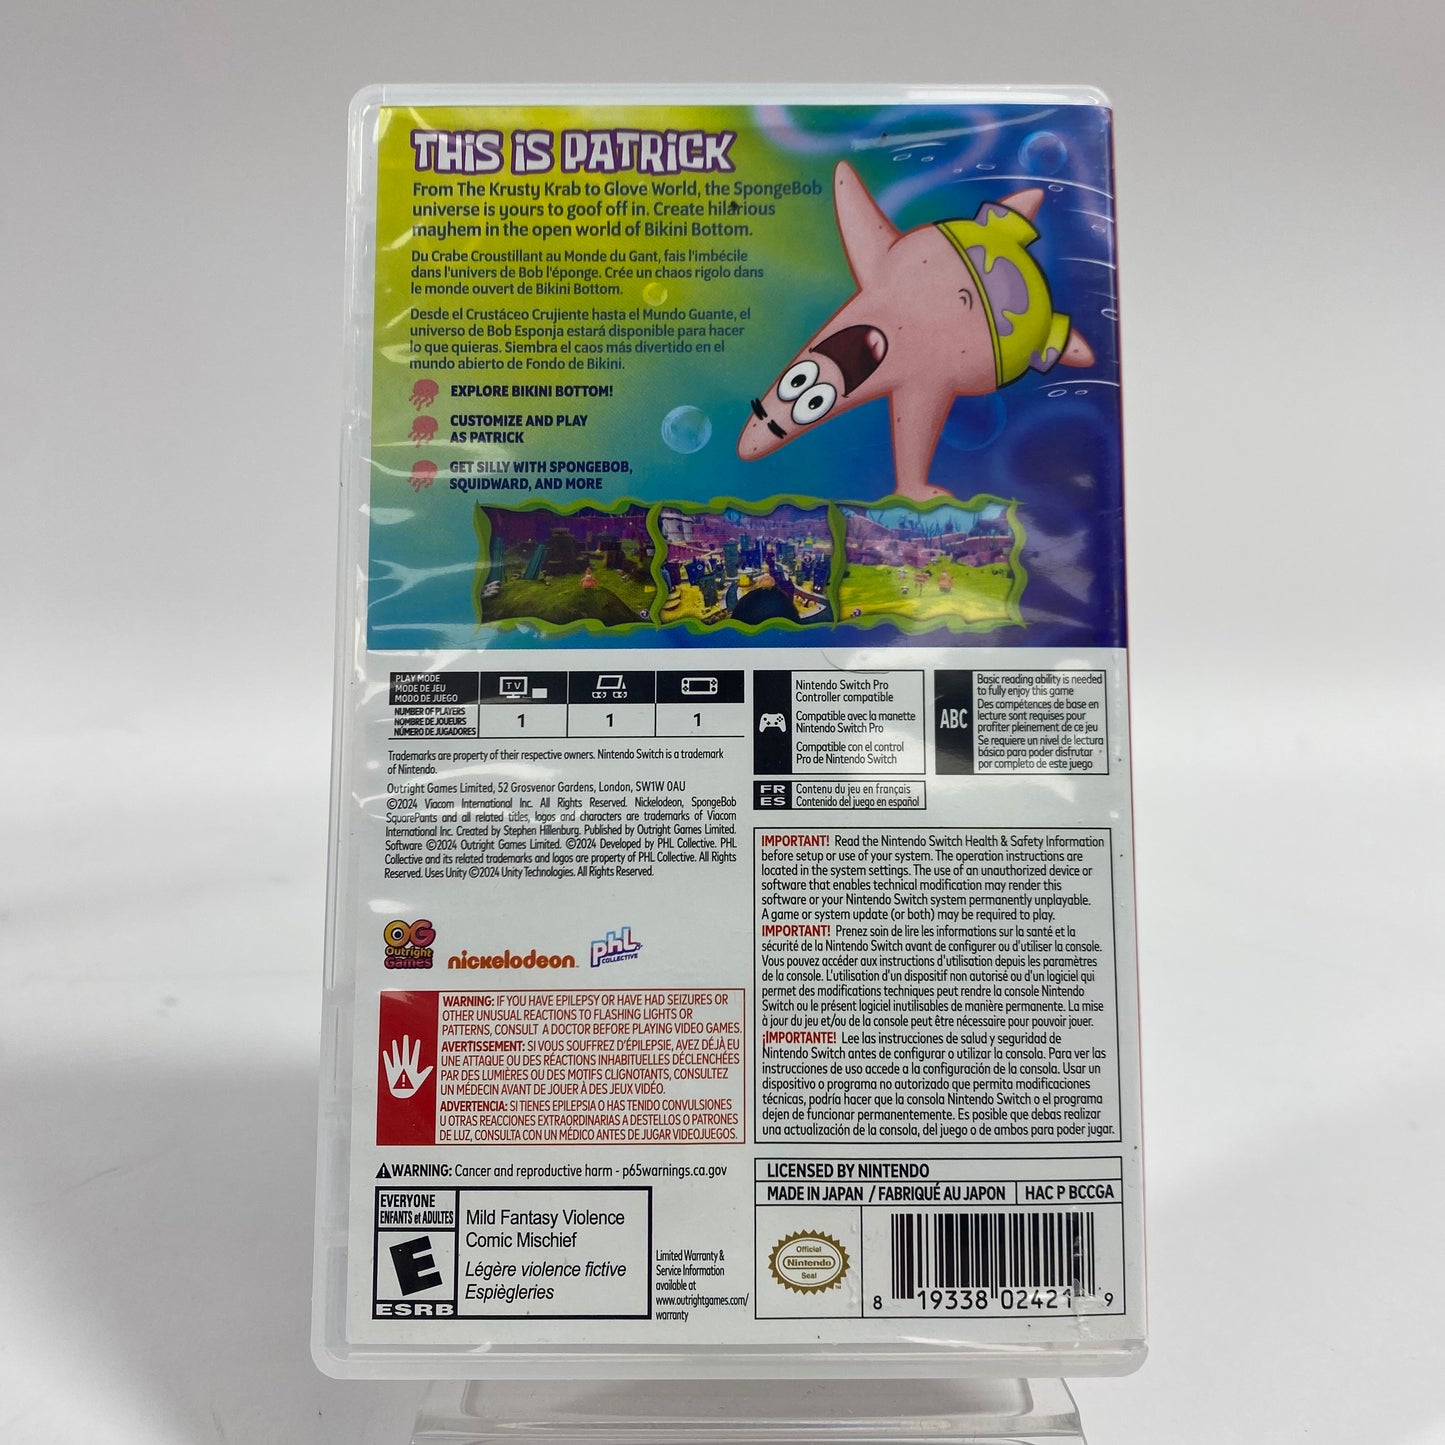 THIS IS PATRICK
From The Krusty Krab to Glove World, the SpongeBob
universe is yours to goof off in. Create hilarious
mayhem in the open world of Bikini Bottom.
Du Crabe Croustillant au Monde du Gant, fais l'imbécile
dans l'univers de Bob l'éponge. Crée un chaos rigolo dans
le monde ouvert de Bikini Bottom.
Desde el Crustáceo Crujiente hasta el Mundo Guante, el
universo de Bob Esponja estará disponible para hacer
lo que quieras. Siembra el caos más divertido en el
mundo abierto de Fondo de Bikini.
EXPLORE BIKINI BOTTOM!
CUSTOMIZE AND PLAY
AS PATRICK
GET SILLY WITH SPONGEBOB,
SQUIDWARD, AND MORE
PLAY MODE
MODE DE JEU
MODO DE JUEGO
TV
NUMBER OF PLAYERS
NOMBRE DE JOUEURS
NÚMERO DE JUGADORES
1
1
1
Trademarks are property of their respective owners. Nintendo Switch is a trademark
of Nintendo.
Outright Games Limited, 52 Grosvenor Gardens, London, SW1W 0AU
©2024 Viacom International Inc. All Rights Reserved. Nickelodeon, SpongeBob
SquarePants and all related titles, logos and characters are trademarks of Viacom
International Inc. Created by Stephen Hillenburg. Published by Outright Games Limited.
Software ©2024 Outright Games Limited. ©2024 Developed by PHL Collective. PHL
Collective and its related trademarks and logos are property of PHL Collective. All Rights
Reserved. Uses Unity ©2024 Unity Technologies. All Rights Reserved.
OG
Outright
Games
nickelodeon
phL
COLLECTIVE
WARNING: IF YOU HAVE EPILEPSY OR HAVE HAD SEIZURES OR
OTHER UNUSUAL REACTIONS TO FLASHING LIGHTS OR
PATTERNS, CONSULT A DOCTOR BEFORE PLAYING VIDEO GAMES.
AVERTISSEMENT: SI VOUS SOUFFREZ D'ÉPILEPSIE, AVEZ DÉJÀ EU
UNE ATTAQUE OU DES RÉACTIONS INHABITUELLES DÉCLENCHÉES
PAR DES LUMIÈRES OU DES MOTIFS CLIGNOTANTS, CONSULTEZ
UN MÉDECIN AVANT DE JOUER À DES JEUX VIDÉO.
ADVERTENCIA: SI TIENES EPILEPSIA O HAS TENIDO CONVULSIONES
U OTRAS REACCIONES EXTRAORDINARIAS A DESTELLOS O PATRONES
DE LUZ, CONSULTA CON UN MÉDICO ANTES DE JUGAR VIDEOJUEGOS.
WARNING: Cancer and reproductive harm - p65warnings.ca.gov
EVERYONE
ENFANTS et ADULTES
E
ESRB
Mild Fantasy Violence
Comic Mischief
Légère violence fictive
Espiègleries
Limited Warranty &
Service Information
available at
www.outrightgames.com/
warranty
Nintendo Switch Pro
Controller compatible
Compatible avec la manette
Nintendo Switch Pro
Compatible con el control
Pro de Nintendo Switch
ABC
Basic reading ability is needed
to fully enjoy this game
Des compétences de base en
lecture sont requises pour
profiter pleinement de ce jeu
Se requiere un nivel de lectura
básico para poder disfrutar
por completo de este juego
FR Contenu du jeu en français
ES Contenido del juego en español
IMPORTANT! Read the Nintendo Switch Health & Safety Information
before setup or use of your system. The operation instructions are
located in the system settings. The use of an unauthorized device or
software that enables technical modification may render this
software or your Nintendo Switch system permanently unplayable.
A game or system update (or both) may be required to play.
IMPORTANT! Prenez soin de lire les informations sur la santé et la
sécurité de la Nintendo Switch avant de configurer ou d'utiliser la console.
Vous pouvez accéder aux instructions d'utilisation depuis les paramètres
de la console. L'utilisation d'un dispositif non autorisé ou d'un logiciel qui
permet des modifications techniques peut rendre la console Nintendo
Switch ou le présent logiciel inutilisables de manière permanente. La mise
à jour du jeu et/ou de la console peut être nécessaire pour pouvoir jouer.
¡IMPORTANTE! Lee las instrucciones de salud y seguridad de
Nintendo Switch antes de configurar o utilizar la consola. Para ver las
instrucciones de uso accede a la configuración de la consola. Usar un
dispositivo o programa no autorizado que permita modificaciones
técnicas, podría hacer que la consola Nintendo Switch o el programa
dejen de funcionar permanentemente. Es posible que debas realizar
una actualización de la consola, del juego o de ambos para poder jugar.
LICENSED BY NINTENDO
MADE IN JAPAN / FABRIQUÉ AU JAPON HAC P BCCGA
Official
Nintendo
Seal
8 19338 02421 9